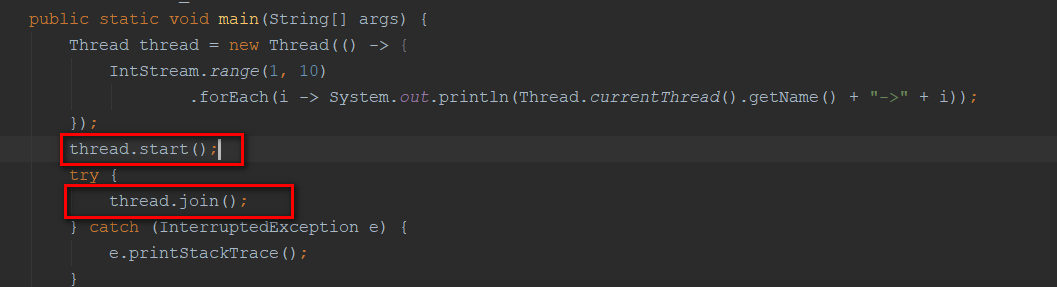 public static void main(String[] args) {
Thread thread = new Thread(() -> {
IntStream.range(1, 10)
.forEach(i -> System.out.println(Thread.currentThread().getName() + "->" + i));
});
thread.start();
try {
thread.join();
} catch (InterruptedException e) {
e.printStackTrace();
}